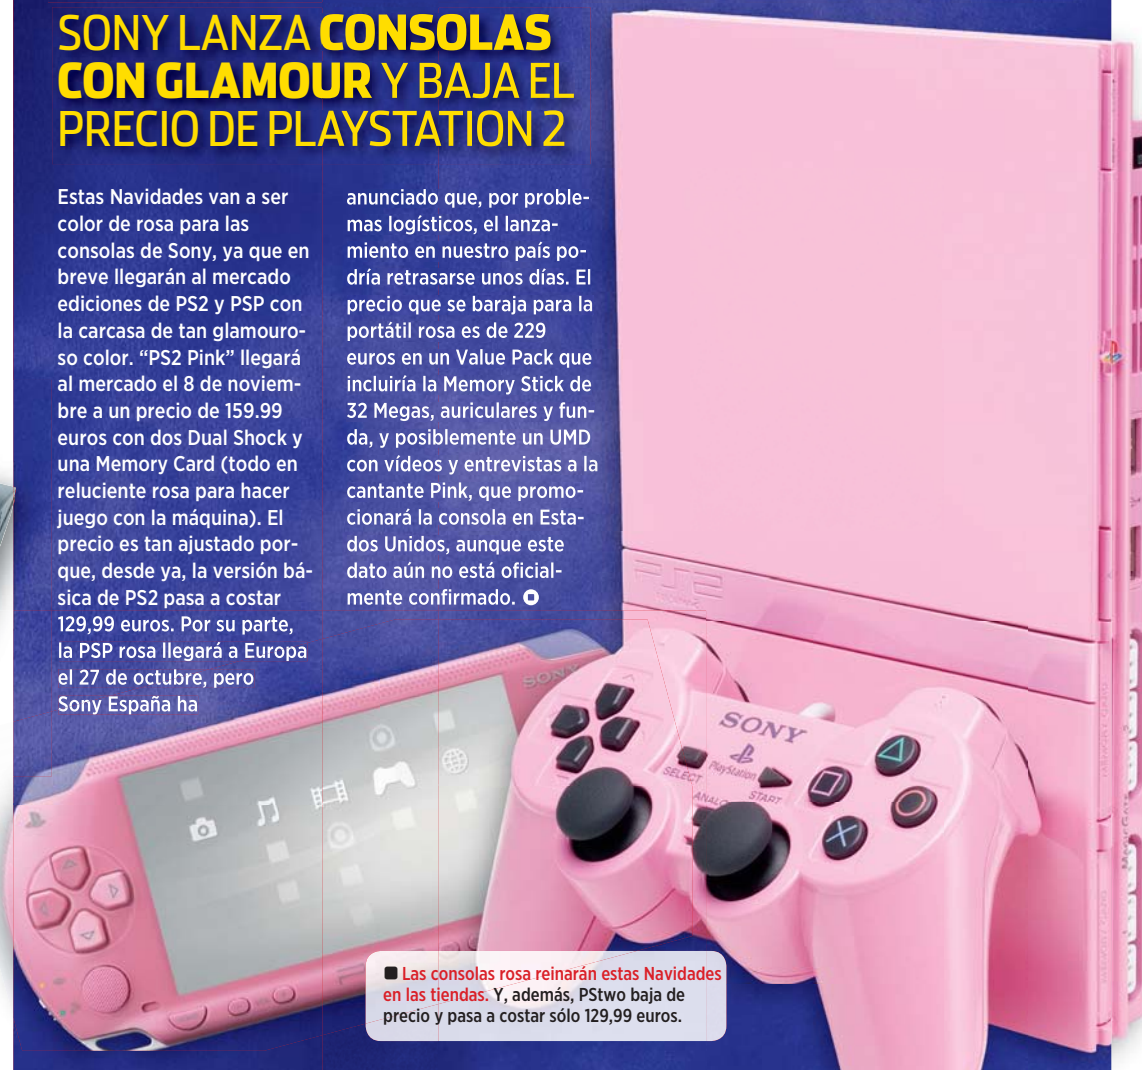 SONY LANZA CONSOLAS
CON GLAMOUR Y BAJA EL
PRECIO DE PLAYSTATION 2
Estas Navidades van a ser
color de rosa para las
consolas de Sony, ya que en
breve llegarán al mercado
ediciones de PS2 y PSP con
la carcasa de tan glamouro-
so color. “PS2 Pink” llegará
al mercado el 8 de noviem-
bre a un precio de 159.99
euros con dos Dual Shock y
una Memory Card (todo en
reluciente rosa para hacer
juego con la máquina). El
precio es tan ajustado por-
que, desde ya, la versión bá-
sica de PS2 pasa a costar
129,99 euros. Por su parte,
la PSP rosa llegará a Europa
el 27 de octubre, pero
Sony España ha
anunciado que, por proble-
mas logísticos, el lanza-
miento en nuestro país po-
dría retrasarse unos días. El
precio que se baraja para la
portátil rosa es de 229
euros en un Value Pack que
incluiría la Memory Stick de
32 Megas, auriculares y fun-
da, y posiblemente un UMD
con vídeos y entrevistas a la
cantante Pink, que promo-
cionará la consola en Esta-
dos Unidos, aunque este
dato aún no está oficial-
mente confirmado.
PS2
SONY
SONY
PlayStation
SELECT
START
ANALOG
MagicGate
■ Las consolas rosa reinarán estas Navidades
en las tiendas. Y, además, PStwo baja de
precio y pasa a costar sólo 129,99 euros.